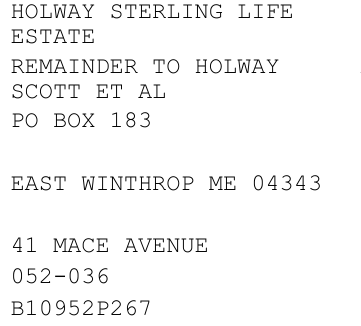 HOLWAY STERLING LIFE
ESTATE
REMAINDER TO HOLWAY
SCOTT ET AL
PO BOX 183
EAST WINTHROP ME 04343
41 MACE AVENUE
052-036
B10952P267